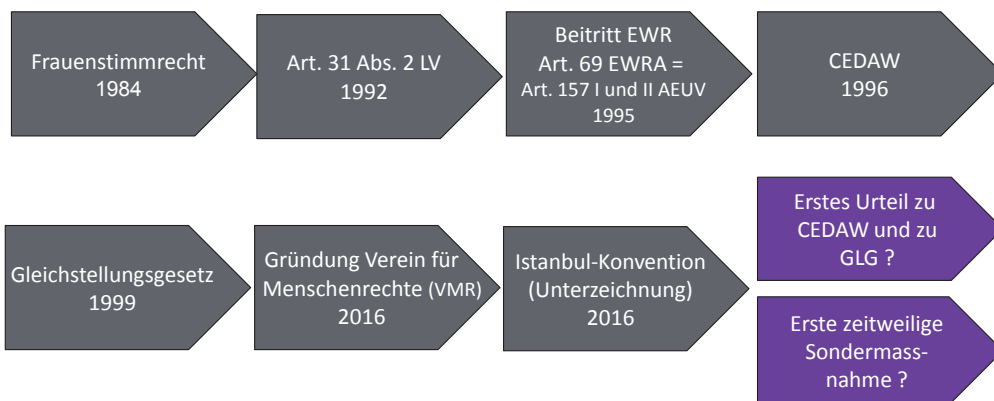 Frauenstimmrecht
1984
Art. 31 Abs. 2 LV
1992
Beitritt EWR
Art. 69 EWRA =
Art. 157 I und II AEUV
1995
CEDAW
1996
Gleichstellungsgesetz
1999
Gründung Verein für
Menschenrechte (VMR)
2016
Istanbul-Konvention
(Unterzeichnung)
2016
Erstes Urteil zu
CEDAW und zu
GLG ?
Erste zeitweilige
Sondermass-
nahme ?